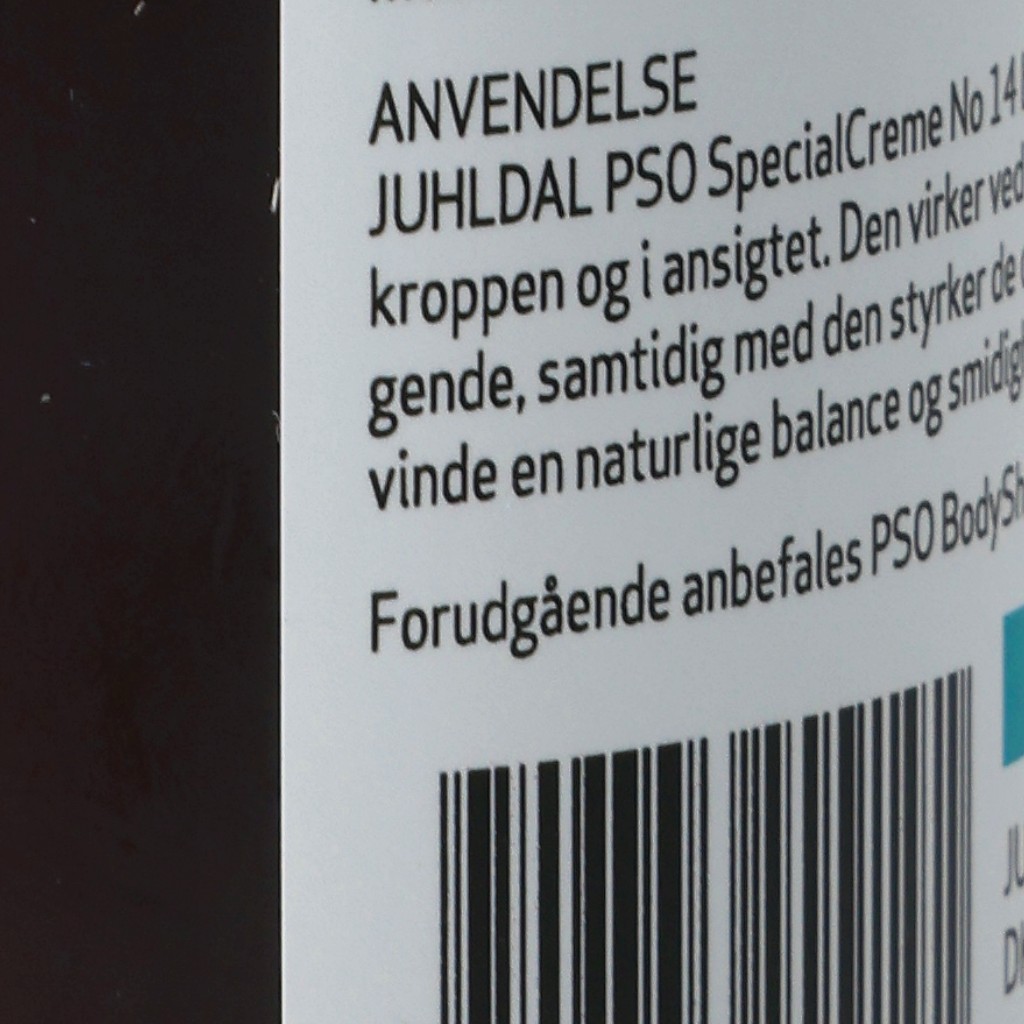 ANVENDELSE
JUHLDAL PSO SpecialCreme No 14
kroppen og i ansigtet. Den virker ved
gende, samtidig med den styrker de
vinde en naturlige balance og smidig
Forudgående anbefales PSO BodySh
JU